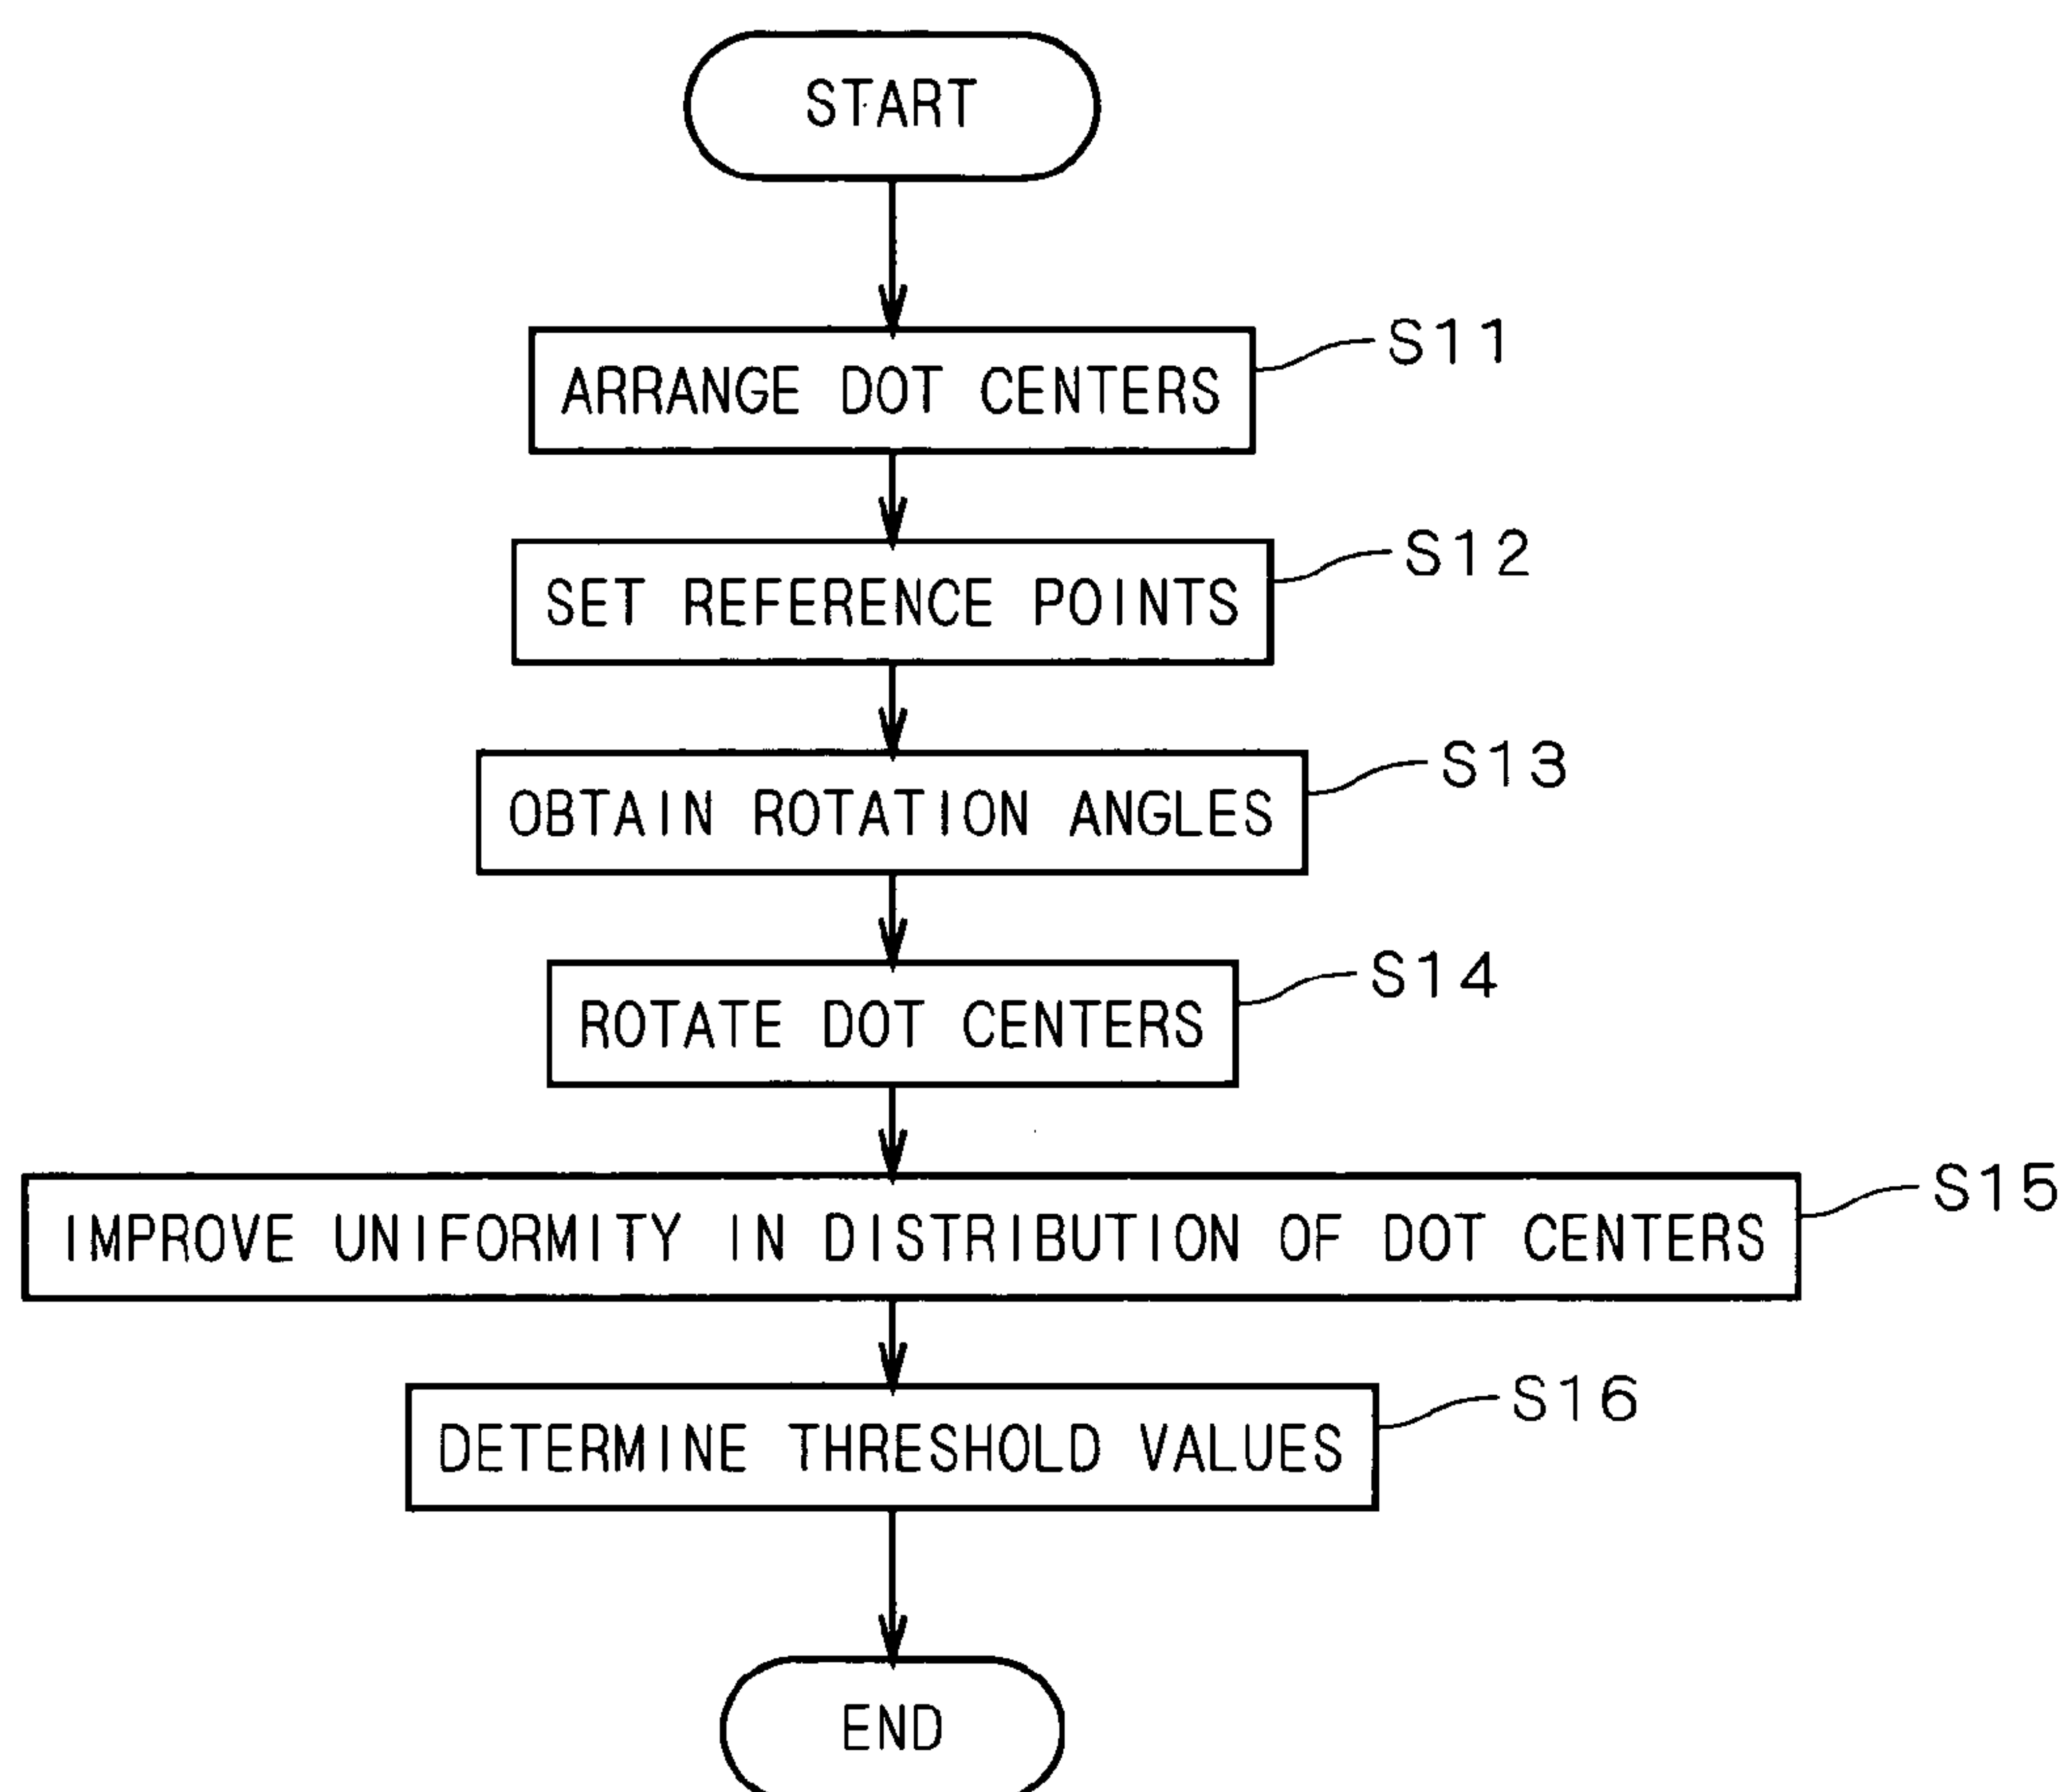 START
ARRANGE DOT CENTERS
S11
SET REFERENCE POINTS
S12
OBTAIN ROTATION ANGLES
S13
ROTATE DOT CENTERS
S14
IMPROVE UNIFORMITY IN DISTRIBUTION OF DOT CENTERS
S15
DETERMINE THRESHOLD VALUES
S16
END